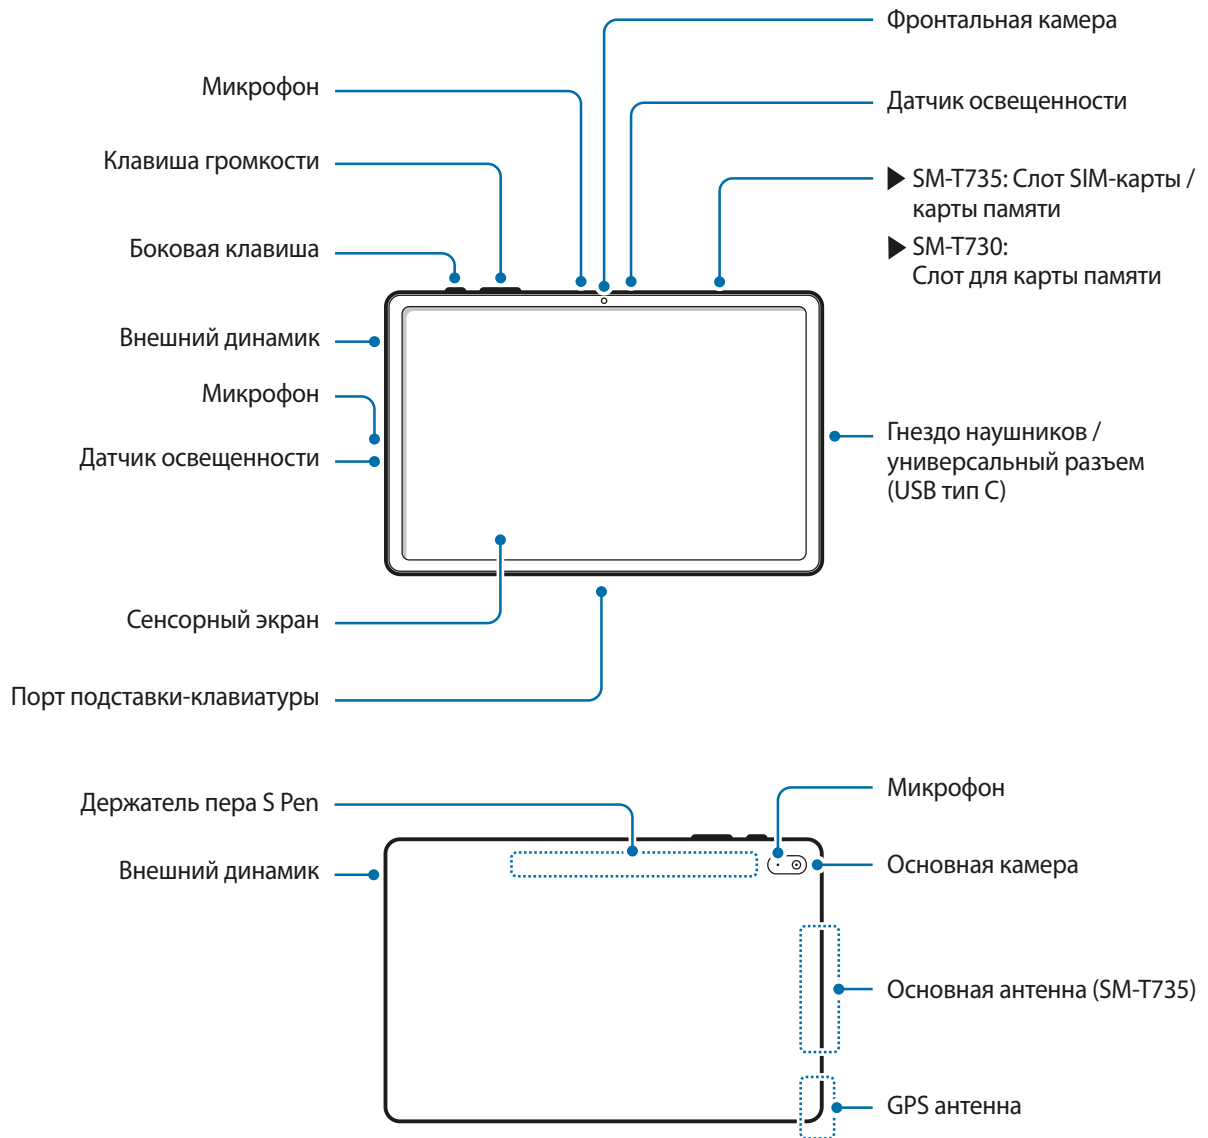 Фронтальная камера
Микрофон
Датчик освещенности
Клавиша громкости
▶ SM-T735: Слот SIM-карты /
карты памяти
Боковая клавиша
▶ SM-T730:
Слот для карты памяти
Внешний динамик
Микрофон
Гнездо наушников /
универсальный разъем
(USB тип C)
Датчик освещенности
Сенсорный экран
Порт подставки-клавиатуры
Держатель пера S Pen
Микрофон
Внешний динамик
Основная камера
Основная антенна (SM-T735)
GPS антенна